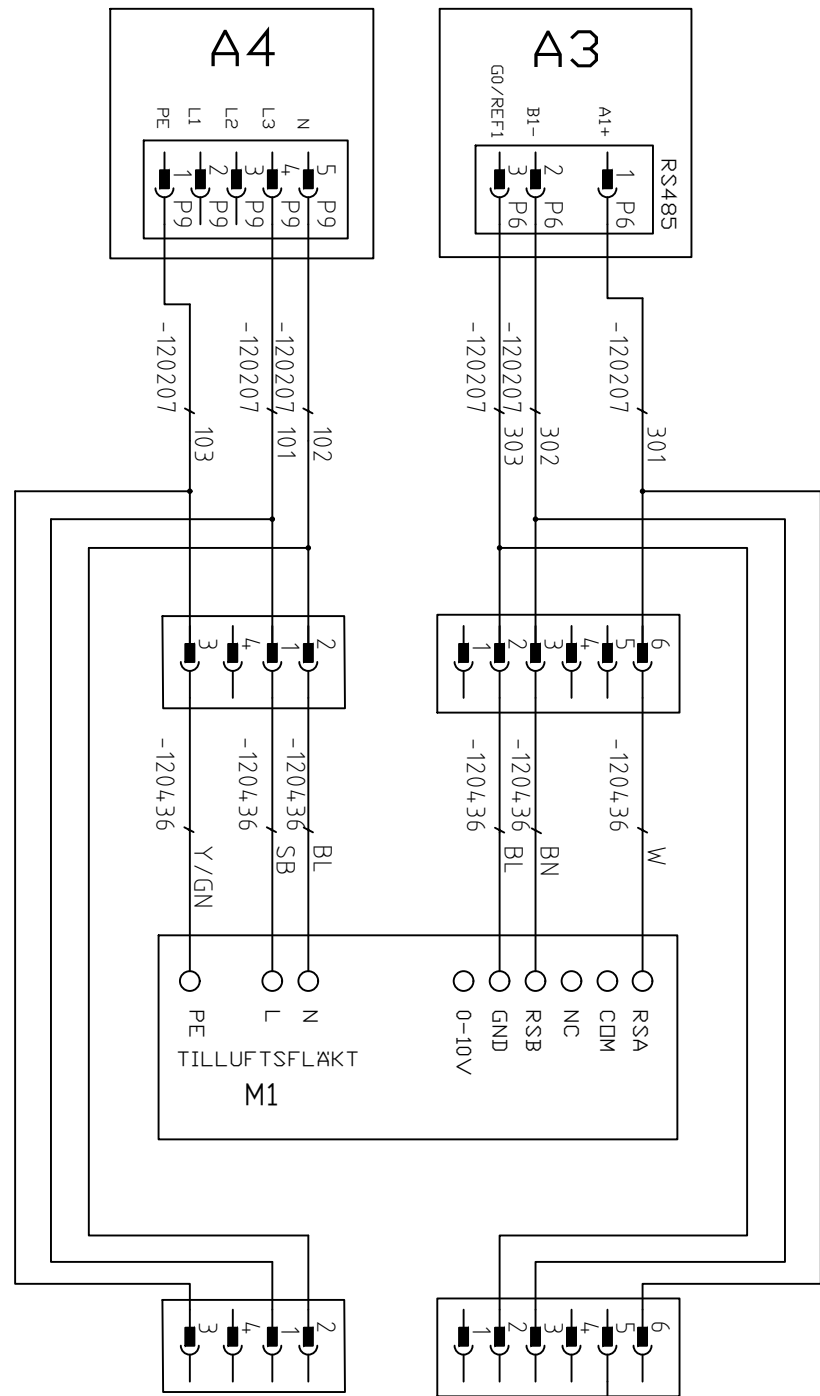 A4
A3
PE
L1
L2
L3
N
G0/REF1
B1-
A1+
RS485
1
2
3
4
5
3
2
1
P9
P9
P9
P9
P9
P6
P6
P6
-120207
-120207
-120207
-120207
-120207
-120207
103
101
102
303
302
301
3
4
1
2
1
2
3
4
5
6
-120436
-120436
-120436
-120436
-120436
-120436
Y/GN
SB
BL
BL
BN
W
PE
L
N
0-10V
GND
RSB
NC
COM
RSA
TILLUFTSFLÄKT
M1
3
4
1
2
1
2
3
4
5
6